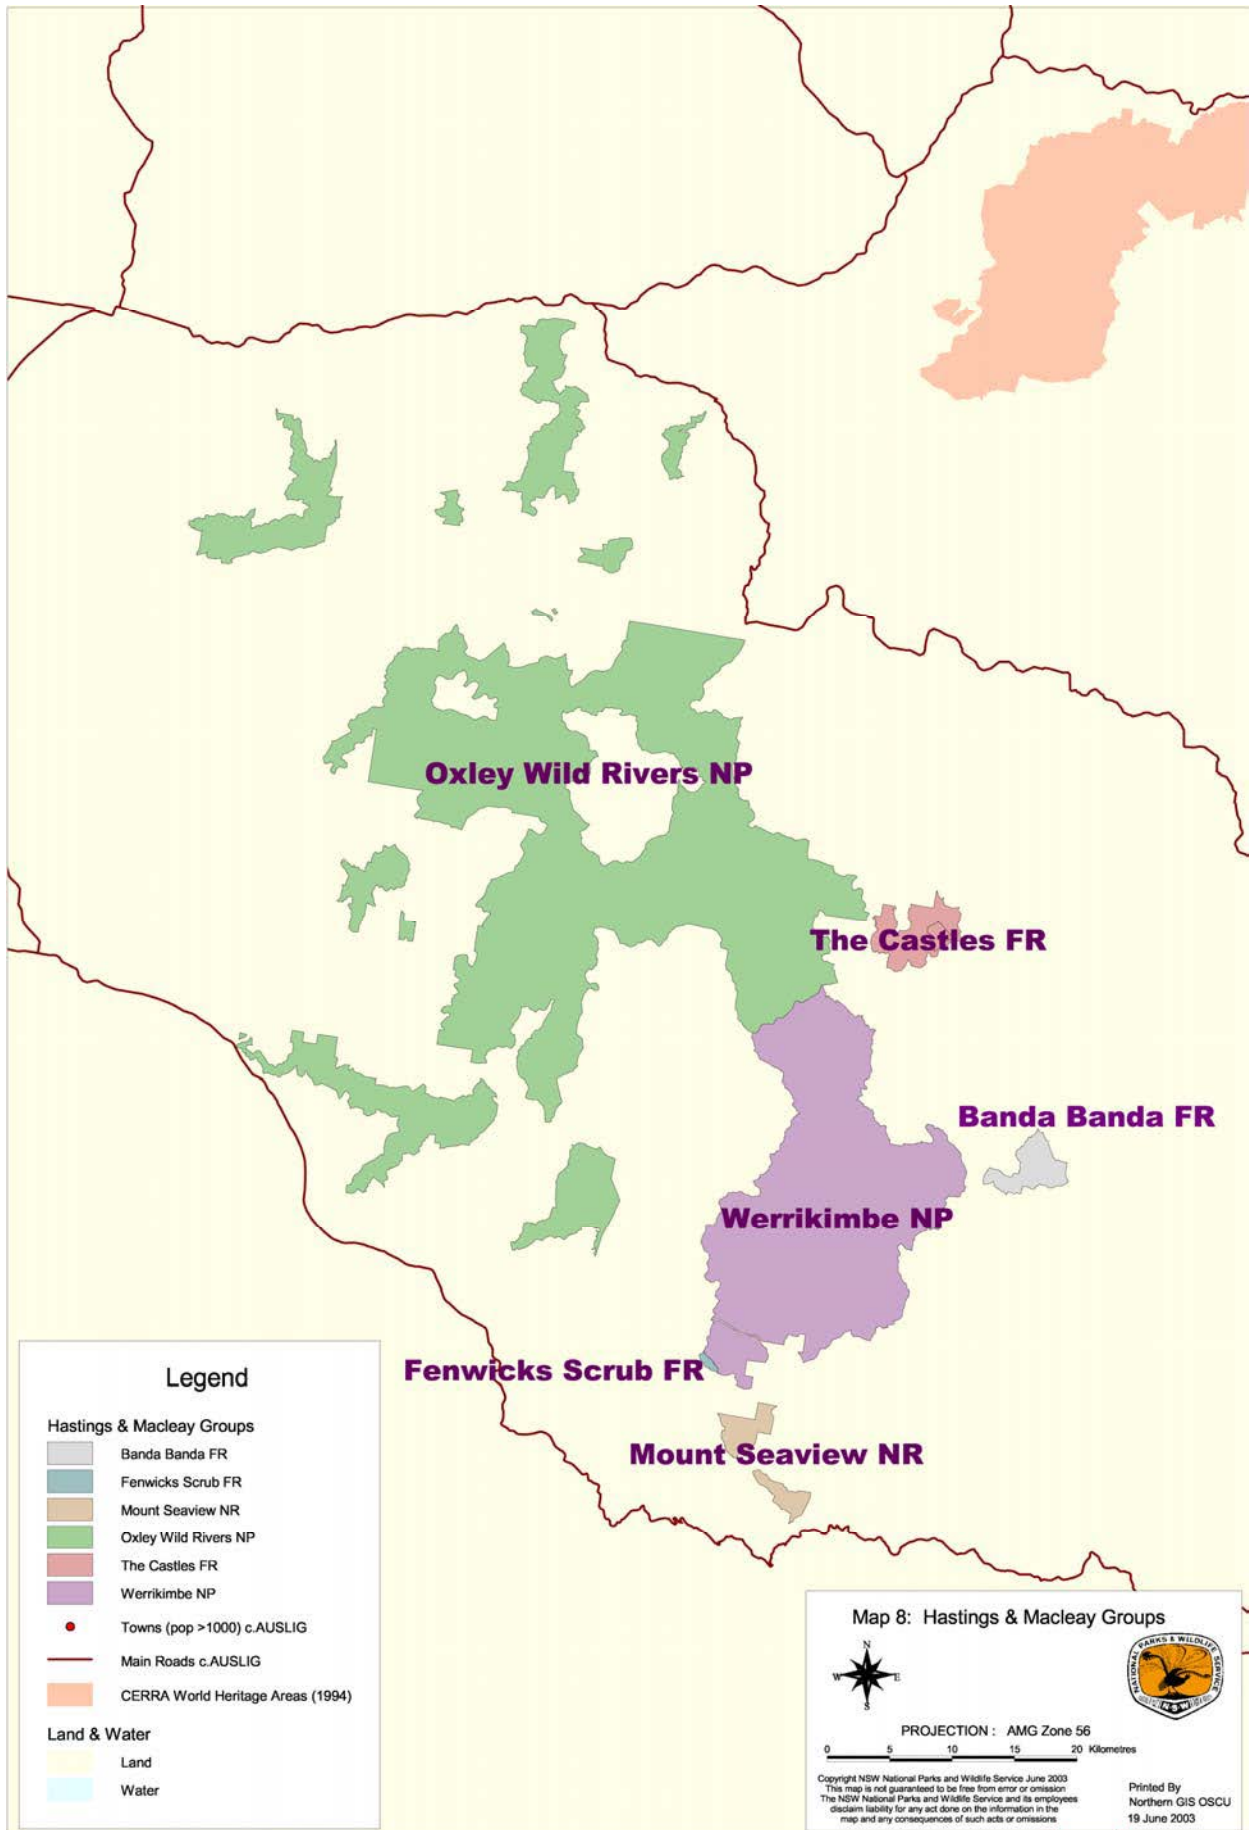 Oxley Wild Rivers NP
The Castles FR
Banda Banda FR
Werrikimbe NP
Fenwicks Scrub FR
Mount Seaview NR
Legend
Hastings & Macleay Groups
Banda Banda FR
Fenwicks Scrub FR
Mount Seaview NR
Oxley Wild Rivers NP
The Castles FR
Werrikimbe NP
Towns (pop >1000) c.AUSLIG
Main Roads c.AUSLIG
CERRA World Heritage Areas (1994)
Land & Water
Land
Water
Map 8: Hastings & Macleay Groups
N
W E
S
NATIONAL PARKS & WILDLIFE SERVICE
NSW
PROJECTION : AMG Zone 56
0 5 10 15 20 Kilometres
Copyright NSW National Parks and Wildlife Service June 2003
This map is not guaranteed to be free from error or omission
The NSW National Parks and Wildlife Service and its employees
disclaim liability for any act done on the information in the
map and any consequences of such acts or omissions
Printed By
Northern GIS OSCU
19 June 2003